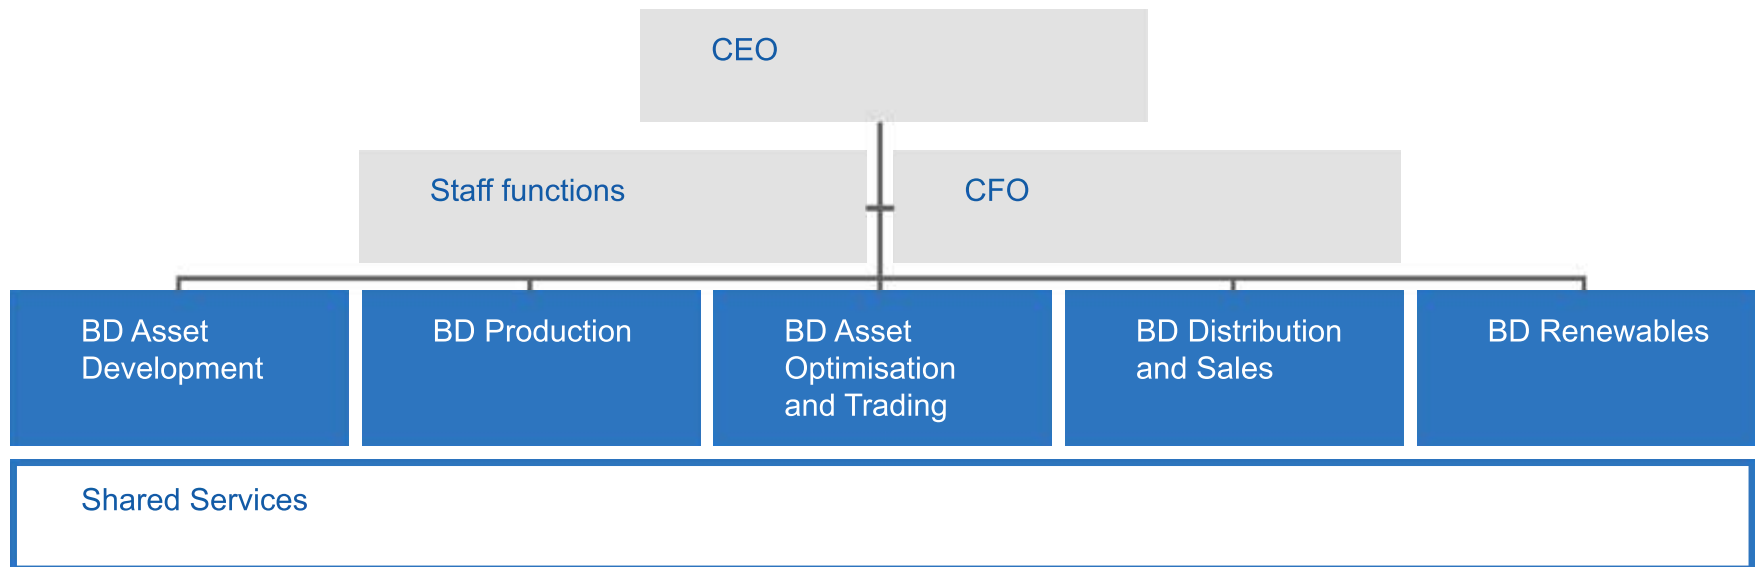 CEO
Staff functions
CFO
BD Asset
Development
BD Production
BD Asset
Optimisation
and Trading
BD Distribution
and Sales
BD Renewables
Shared Services